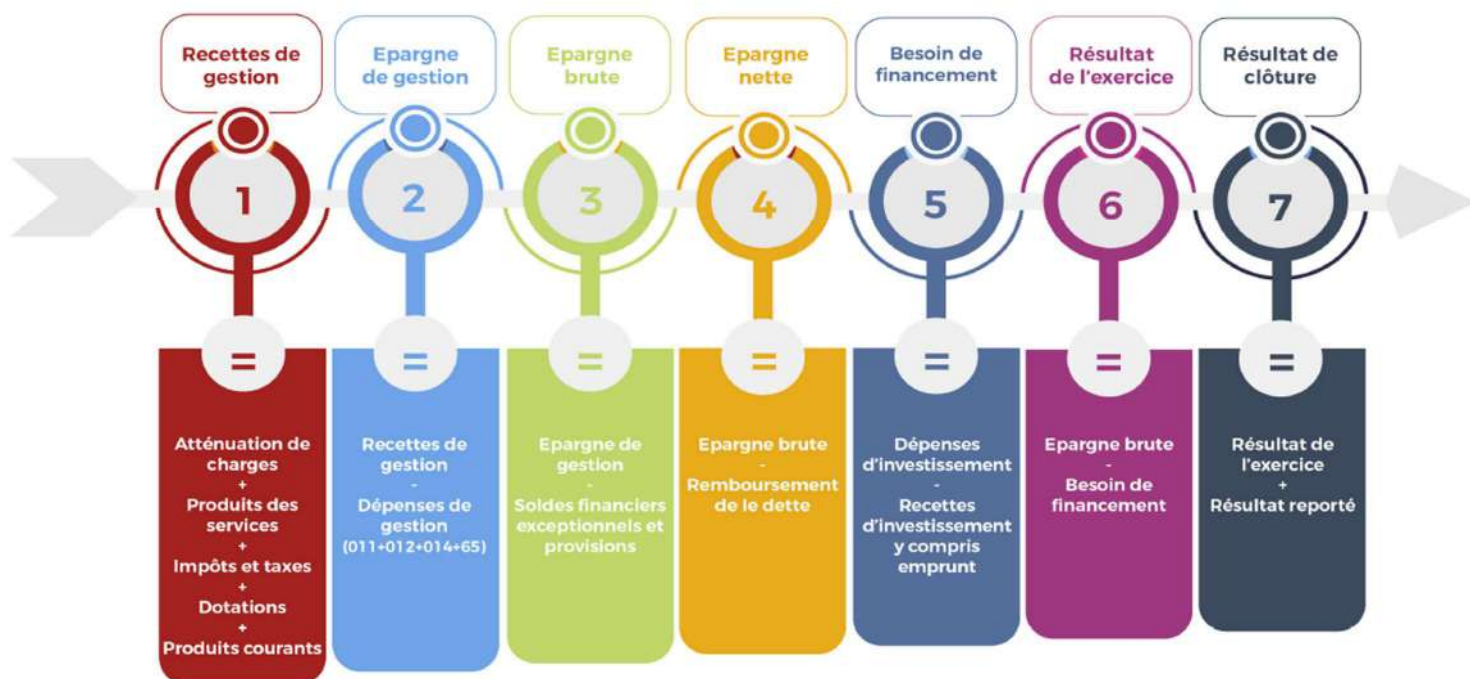 Recettes de
gestion
1
=
Atténuation de
charges
+
Produits des
services
+
Impôts et taxes
+
Dotations
+
Produits courants
Epargne
de gestion
2
=
Recettes de
gestion
-
Dépenses de
gestion
(011+012+014+65)
Epargne
brute
3
=
Epargne de
gestion
-
Soldes financiers
exceptionnels et
provisions
Epargne
nette
4
=
Epargne brute
-
Remboursement
de le dette
Besoin de
financement
5
=
Dépenses
d'investissement
-
Recettes
d'investissement
y compris
emprunt
Résultat
de l'exercice
6
=
Epargne brute
-
Besoin de
financement
Résultat de
clôture
7
=
Résultat de
l'exercice
+
Résultat reporté